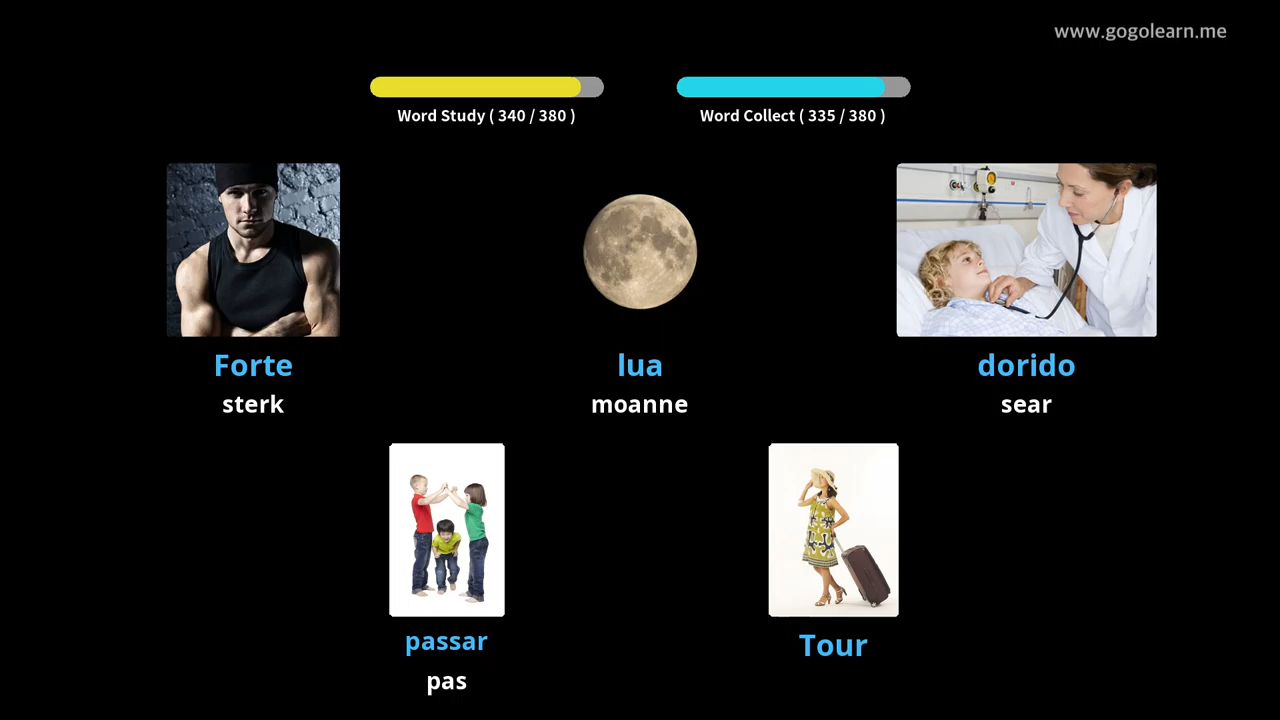 www.gogolearn.me
Word Study ( 340 / 380 )
Word Collect ( 335 / 380 )
Forte
lua
dorido
sterk
moanne
sear
passar
Tour
pas